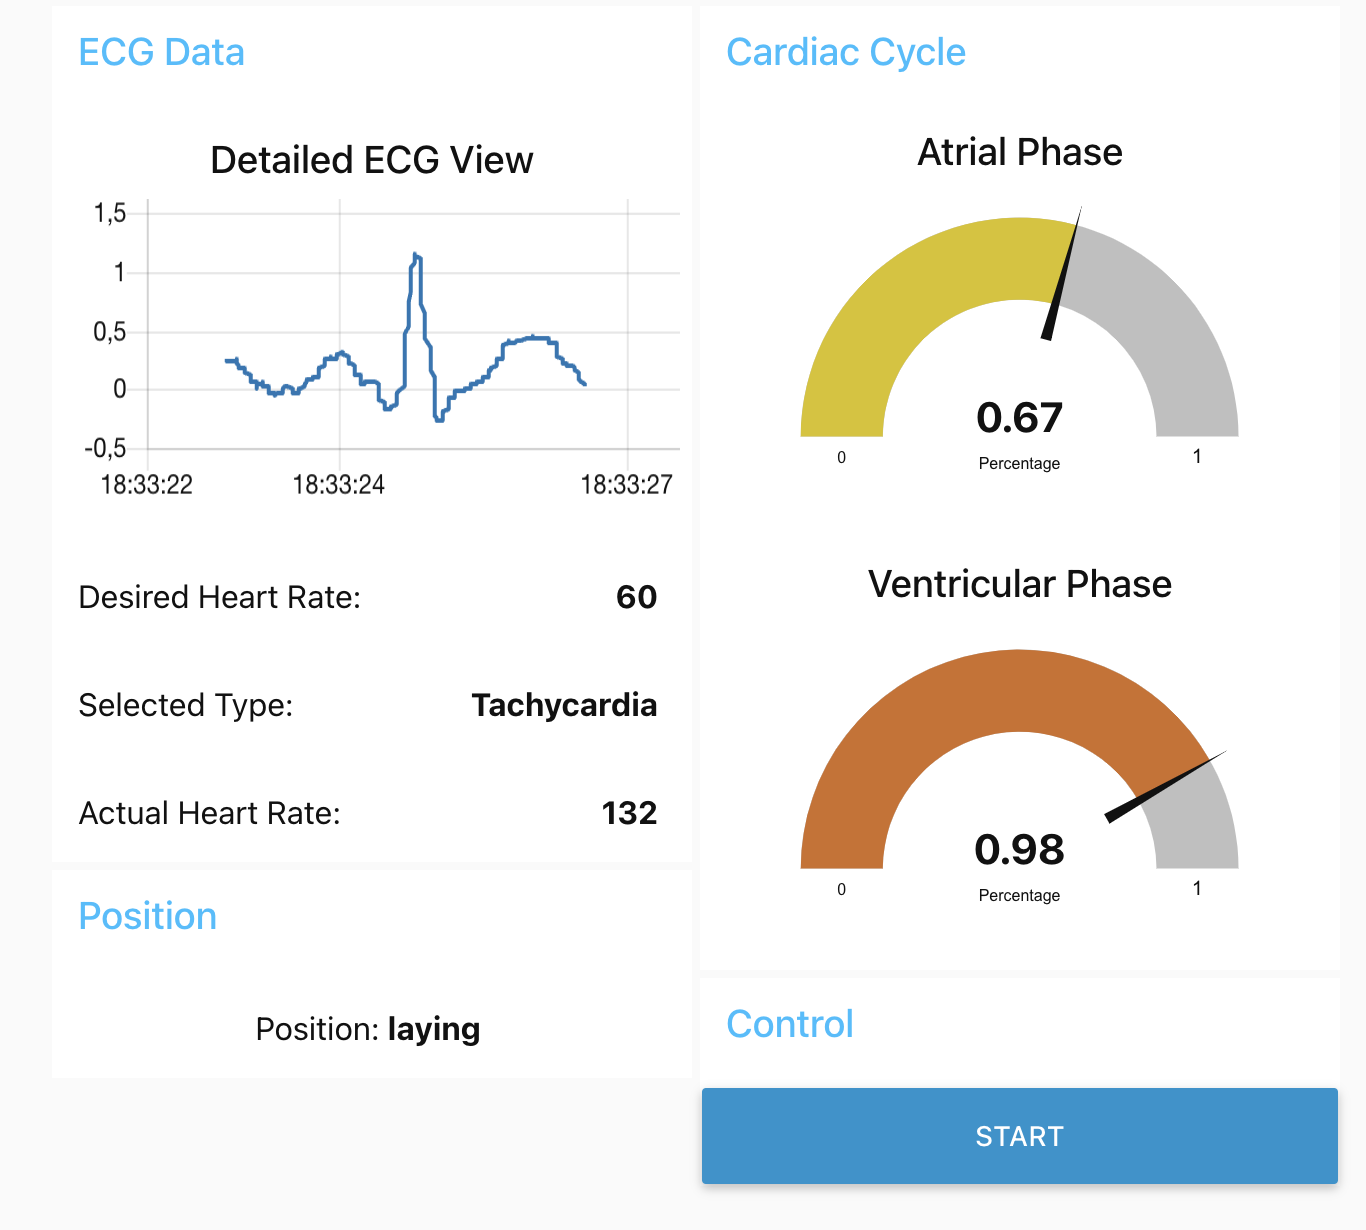 ECG Data
Detailed ECG View
1,5
1
0,5
0
-0,5
18:33:22 18:33:24 18:33:27
Desired Heart Rate: 60
Selected Type: Tachycardia
Actual Heart Rate: 132
Position
Position: laying
Cardiac Cycle
Atrial Phase
0.67
0 Percentage 1
Ventricular Phase
0.98
0 Percentage 1
Control
START